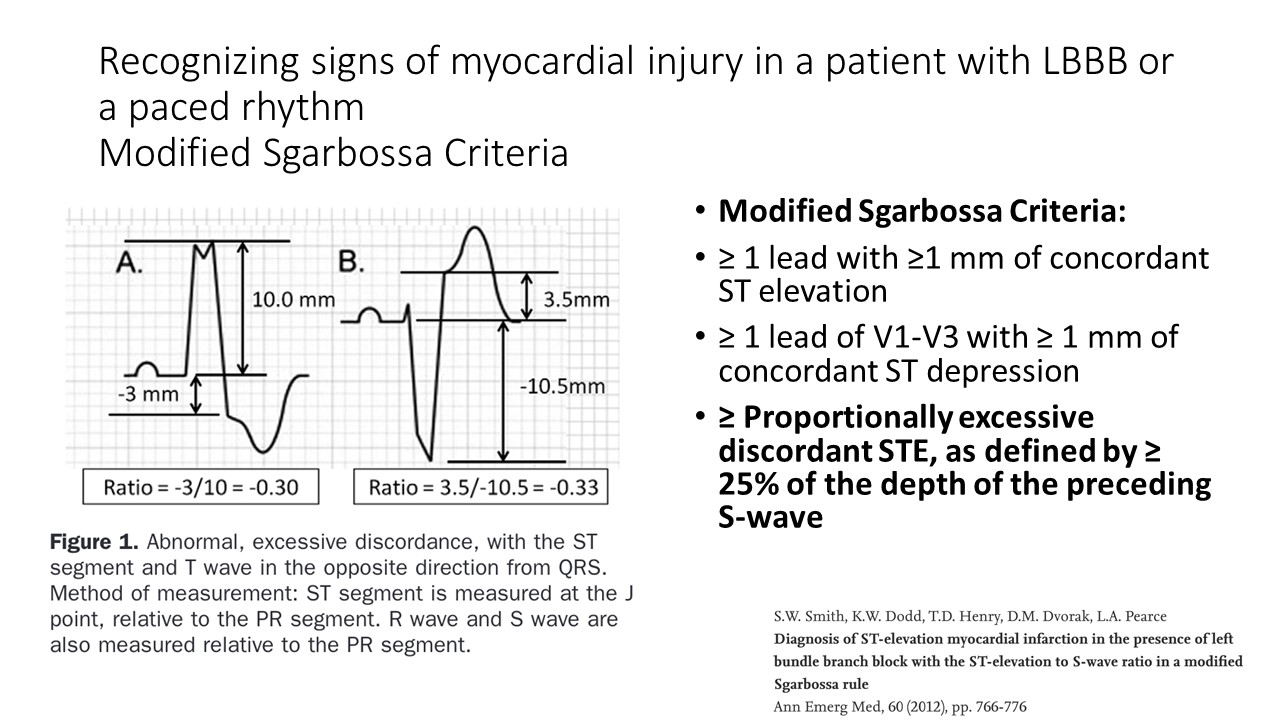 Recognizing signs of myocardial injury in a patient with LBBB or
a paced rhythm
Modified Sgarbossa Criteria
A.
10.0 mm
-3 mm
Ratio = -3/10 = -0.30
B.
3.5mm
-10.5mm
Ratio = 3.5/-10.5 = -0.33
Figure 1. Abnormal, excessive discordance, with the ST
segment and T wave in the opposite direction from QRS.
Method of measurement: ST segment is measured at the J
point, relative to the PR segment. R wave and S wave are
also measured relative to the PR segment.
• Modified Sgarbossa Criteria:
• ≥ 1 lead with ≥1 mm of concordant
ST elevation
• ≥ 1 lead of V1-V3 with ≥ 1 mm of
concordant ST depression
• ≥ Proportionally excessive
discordant STE, as defined by ≥
25% of the depth of the preceding
S-wave
S.W. Smith, K.W. Dodd, T.D. Henry, D.M. Dvorak, L.A. Pearce
Diagnosis of ST-elevation myocardial infarction in the presence of left
bundle branch block with the ST-elevation to S-wave ratio in a modified
Sgarbossa rule
Ann Emerg Med, 60 (2012), pp. 766-776